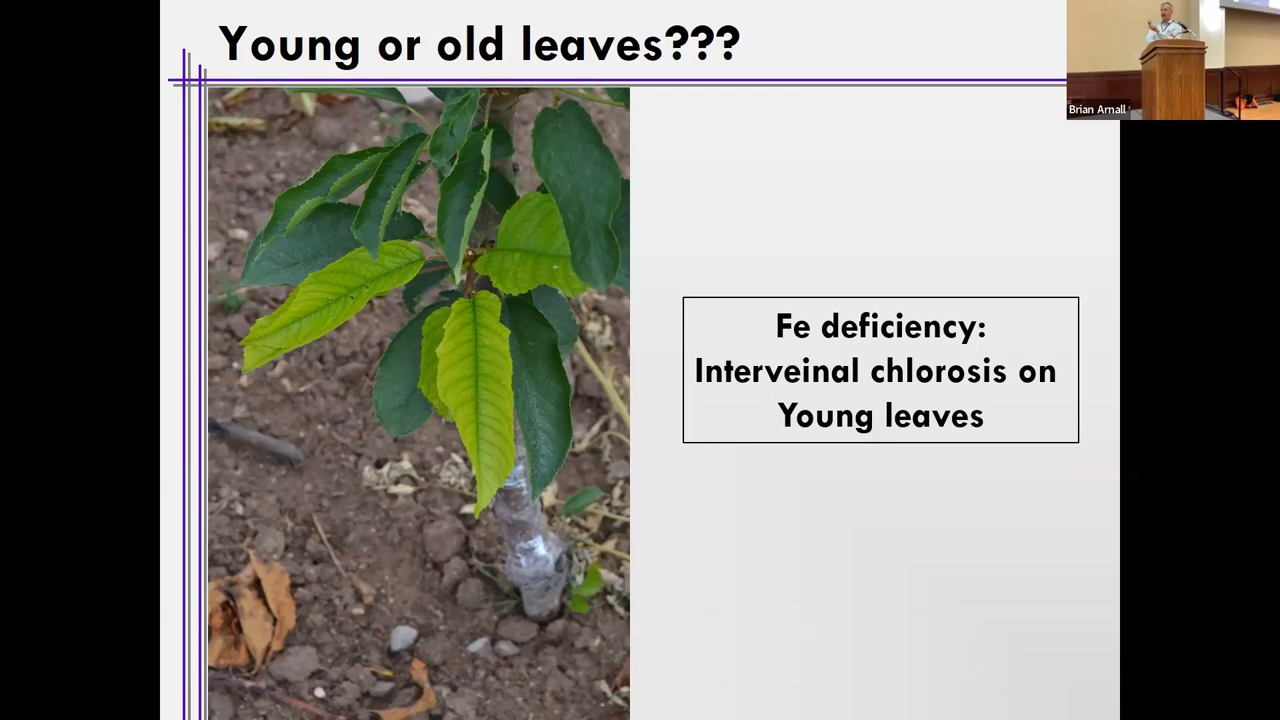 Young or old leaves???
Brian Arnall
Fe deficiency:
Interveinal chlorosis on
Young leaves